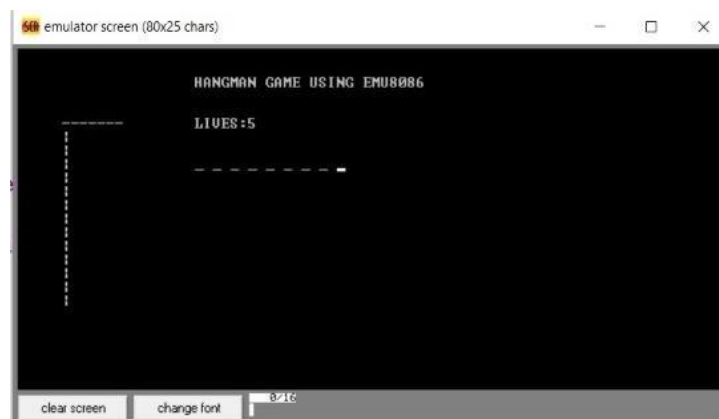 emulator screen (80x25 chars)
HANGMAN GAME USING EMU8086
LIVES:5
_ _ _ _ _ _ _ _
clear screen
change font
0/16